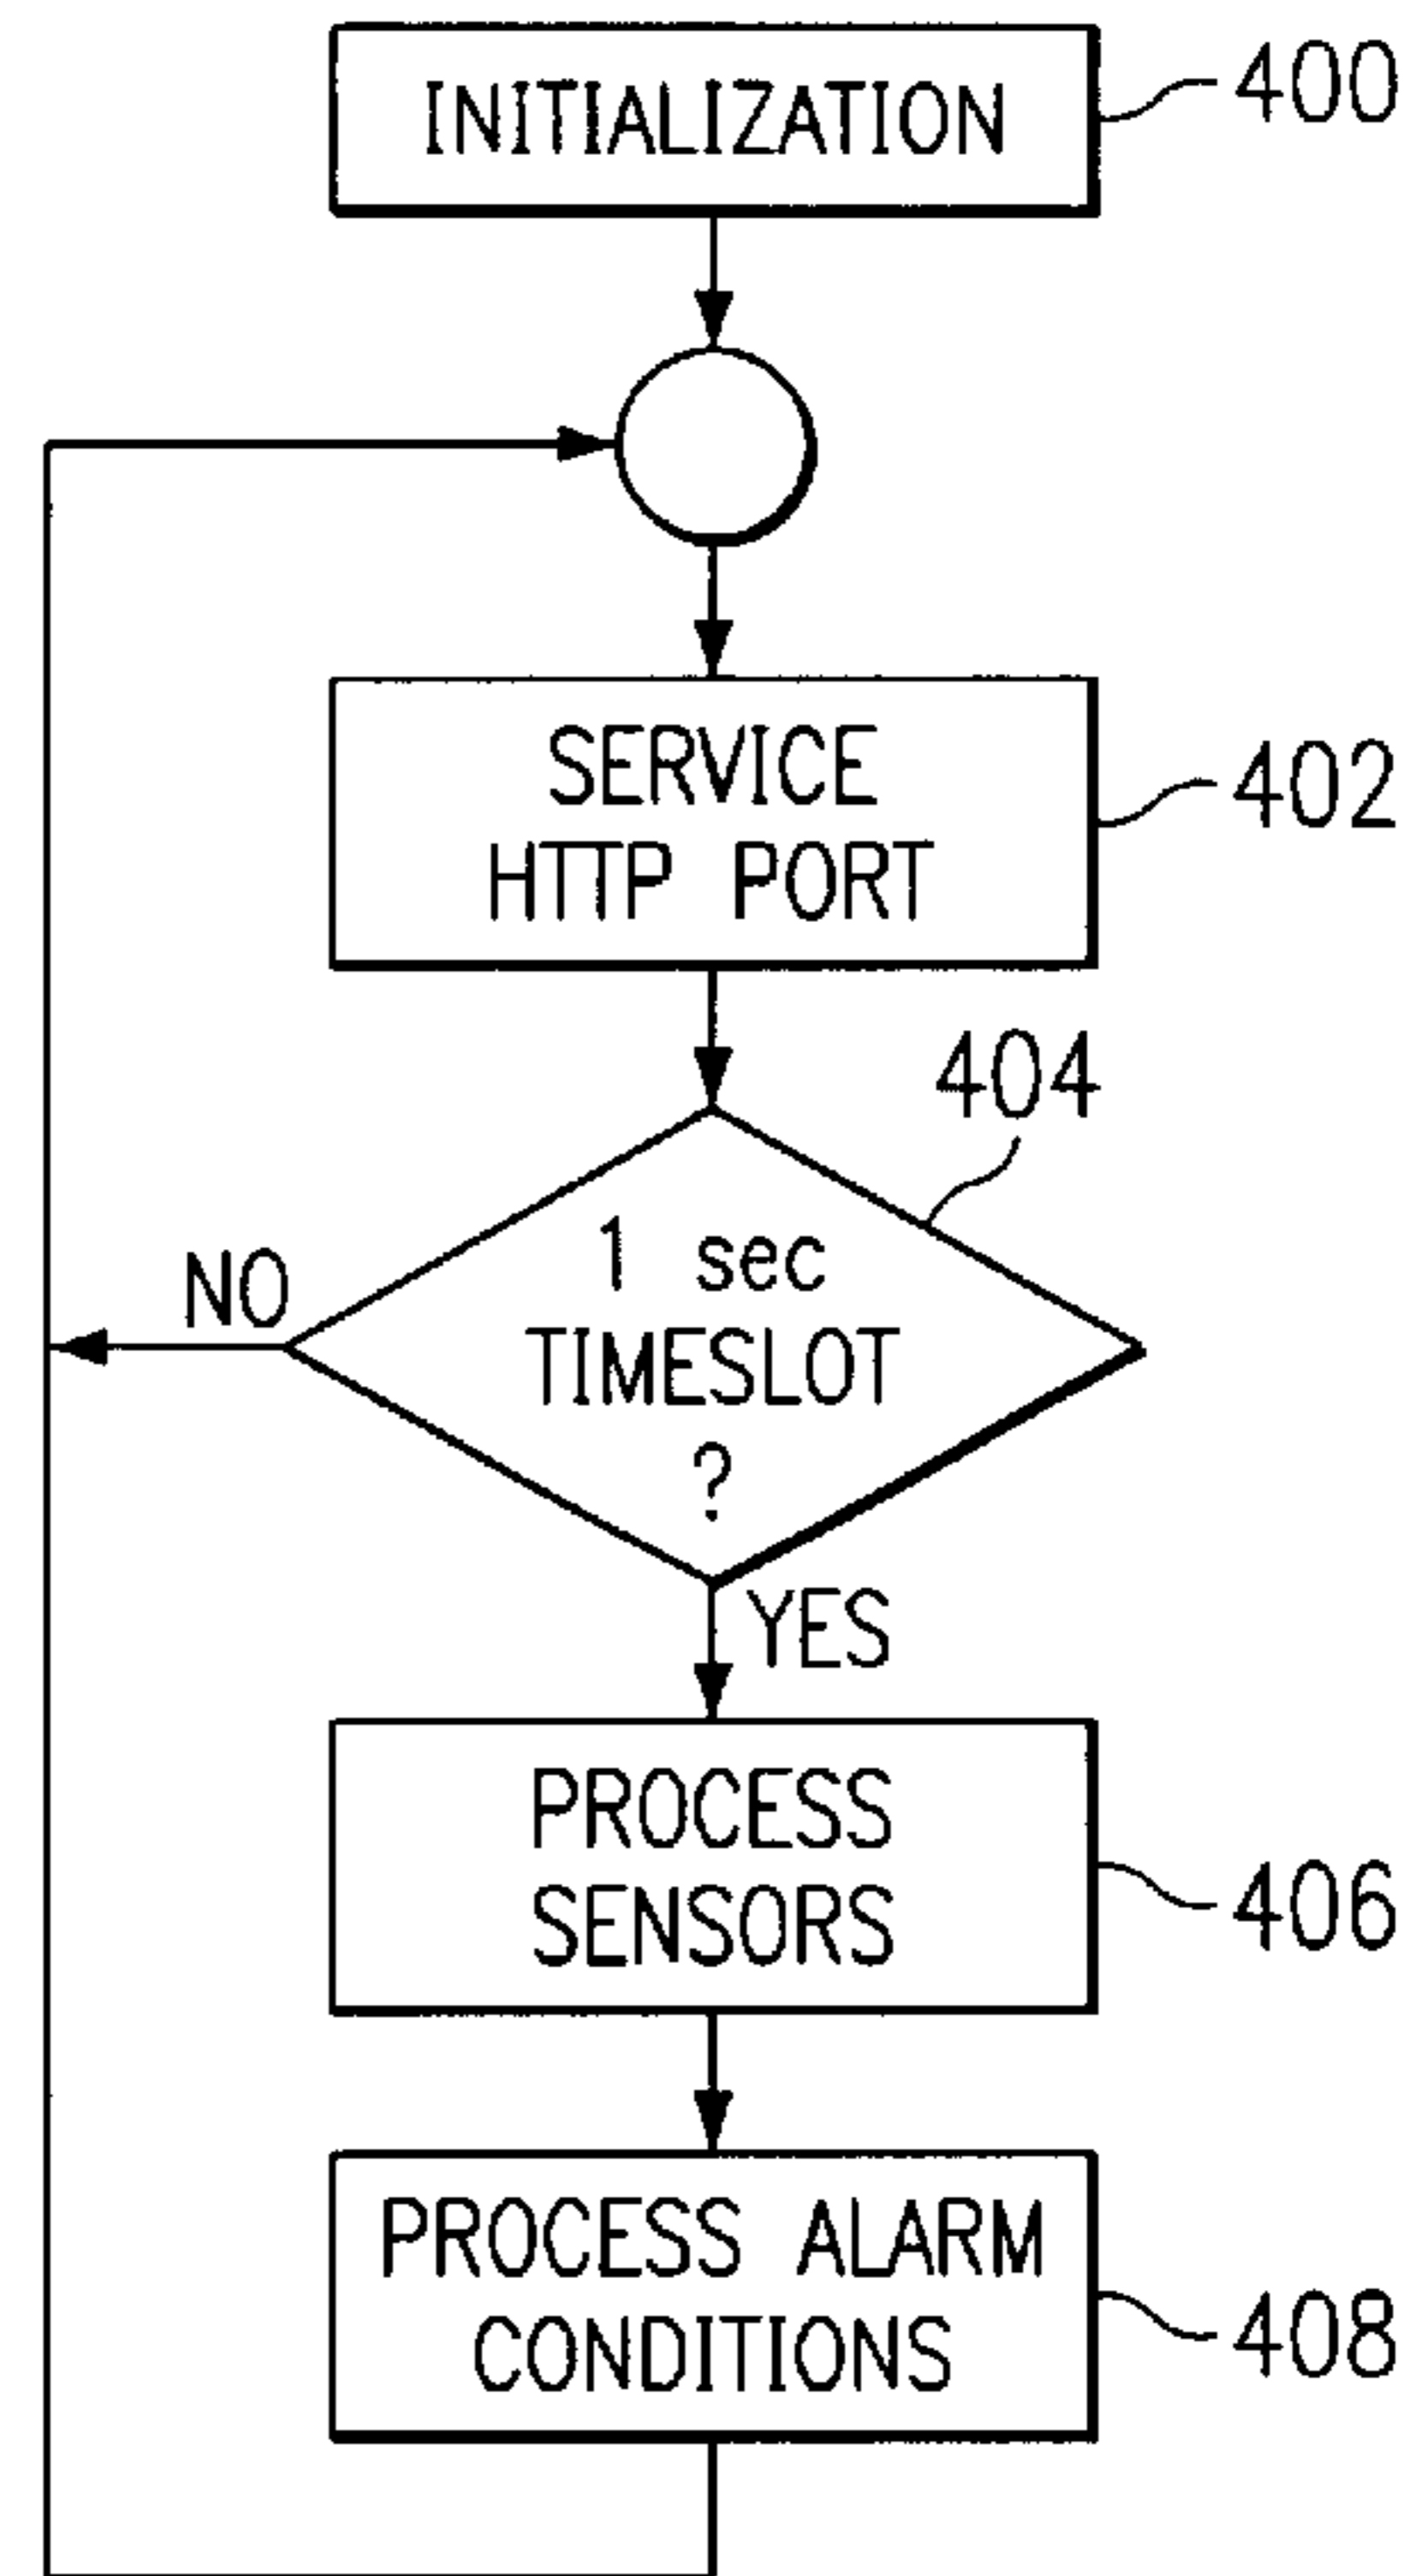 INITIALIZATION
400
SERVICE
HTTP PORT
402
404
1 sec
TIMESLOT
?
NO
YES
PROCESS
SENSORS
406
PROCESS ALARM
CONDITIONS
408